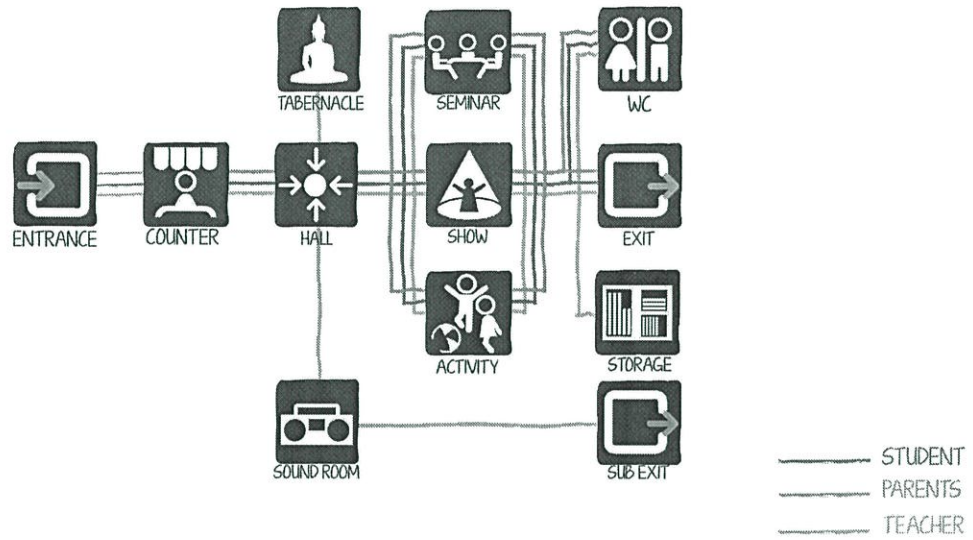 TABERNACLE
SEMINAR
WC
ENTRANCE
COUNTER
HALL
SHOW
EXIT
ACTIVITY
STORAGE
SOUND ROOM
SUB EXIT
STUDENT
PARENTS
TEACHER